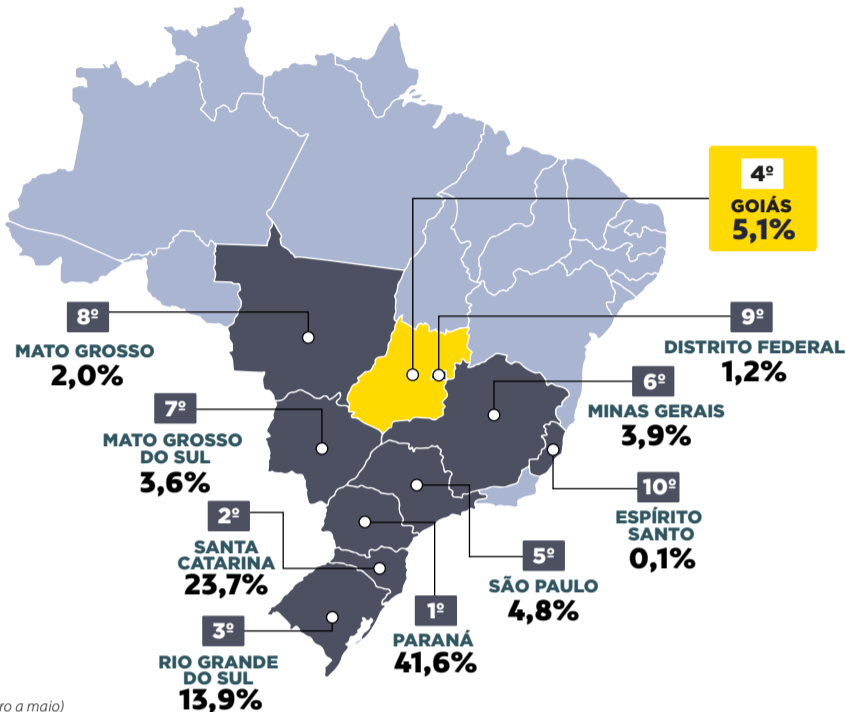 4º
GOIÁS
5,1%
8º
MATO GROSSO
2,0%
9º
DISTRITO FEDERAL
1,2%
6º
MINAS GERAIS
3,9%
7º
MATO GROSSO
DO SUL
3,6%
10º
ESPÍRITO
SANTO
0,1%
2º
SANTA
CATARINA
23,7%
5º
SÃO PAULO
4,8%
1º
PARANÁ
41,6%
3º
RIO GRANDE
DO SUL
13,9%
a maio)